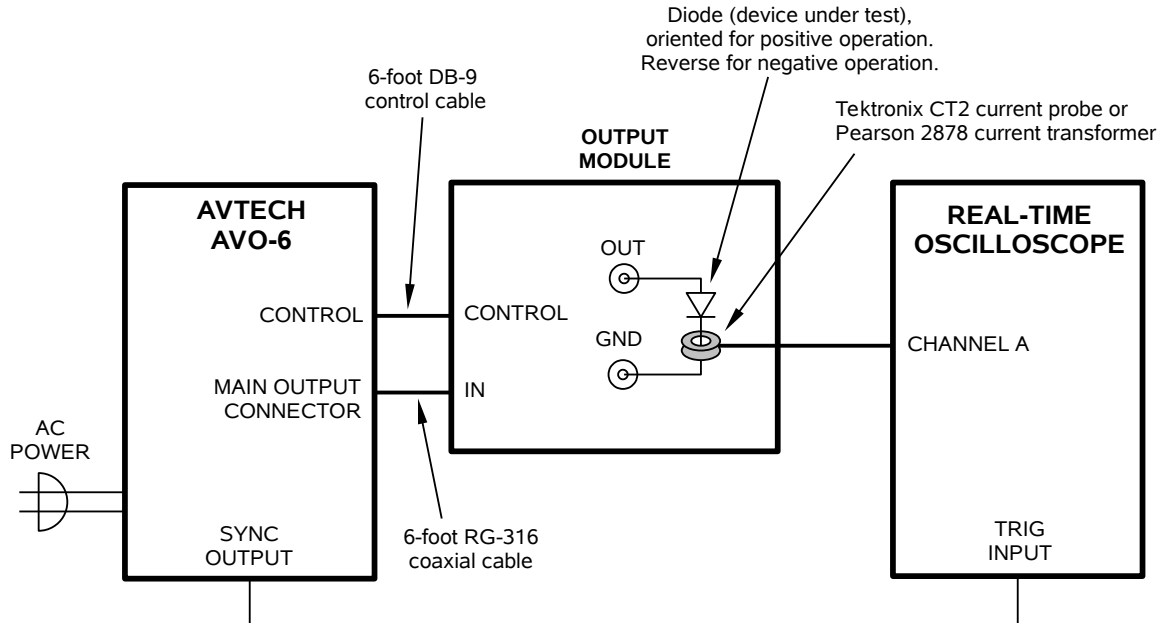 Diode (device under test),
oriented for positive operation.
Reverse for negative operation.
6-foot DB-9
control cable
Tektronix CT2 current probe or
Pearson 2878 current transformer
OUTPUT
MODULE
AVTECH
AVO-6
REAL-TIME
OSCILLOSCOPE
OUT
CONTROL
CONTROL
GND
CHANNEL A
MAIN OUTPUT
CONNECTOR
IN
AC
POWER
SYNC
OUTPUT
6-foot RG-316
coaxial cable
TRIG
INPUT